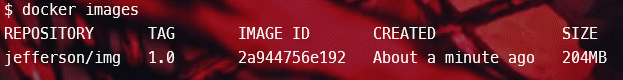 $ docker images
REPOSITORY TAG IMAGE ID CREATED SIZE
jefferson/img 1.0 2a944756e192 About a minute ago 204MB